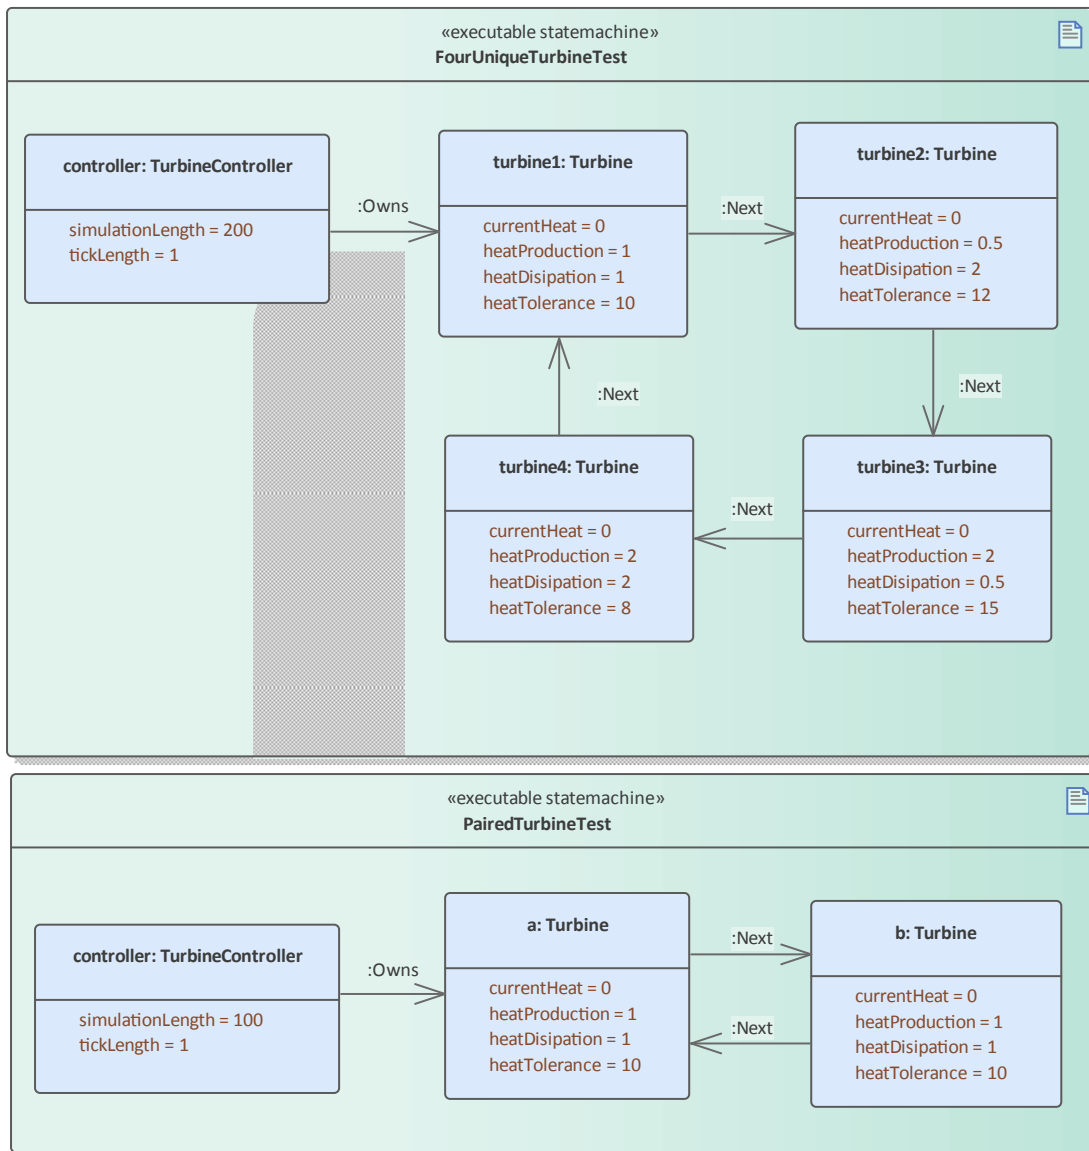 «executable statemachine»
FourUniqueTurbineTest
controller: TurbineController
simulationLength = 200
tickLength = 1
:Owns
turbine1: Turbine
currentHeat = 0
heatProduction = 1
heatDisipation = 1
heatTolerance = 10
:Next
turbine2: Turbine
currentHeat = 0
heatProduction = 0.5
heatDisipation = 2
heatTolerance = 12
:Next
:Next
turbine4: Turbine
currentHeat = 0
heatProduction = 2
heatDisipation = 2
heatTolerance = 8
:Next
turbine3: Turbine
currentHeat = 0
heatProduction = 2
heatDisipation = 0.5
heatTolerance = 15
«executable statemachine»
PairedTurbineTest
controller: TurbineController
simulationLength = 100
tickLength = 1
:Owns
a: Turbine
currentHeat = 0
heatProduction = 1
heatDisipation = 1
heatTolerance = 10
:Next
:Next
b: Turbine
currentHeat = 0
heatProduction = 1
heatDisipation = 1
heatTolerance = 10